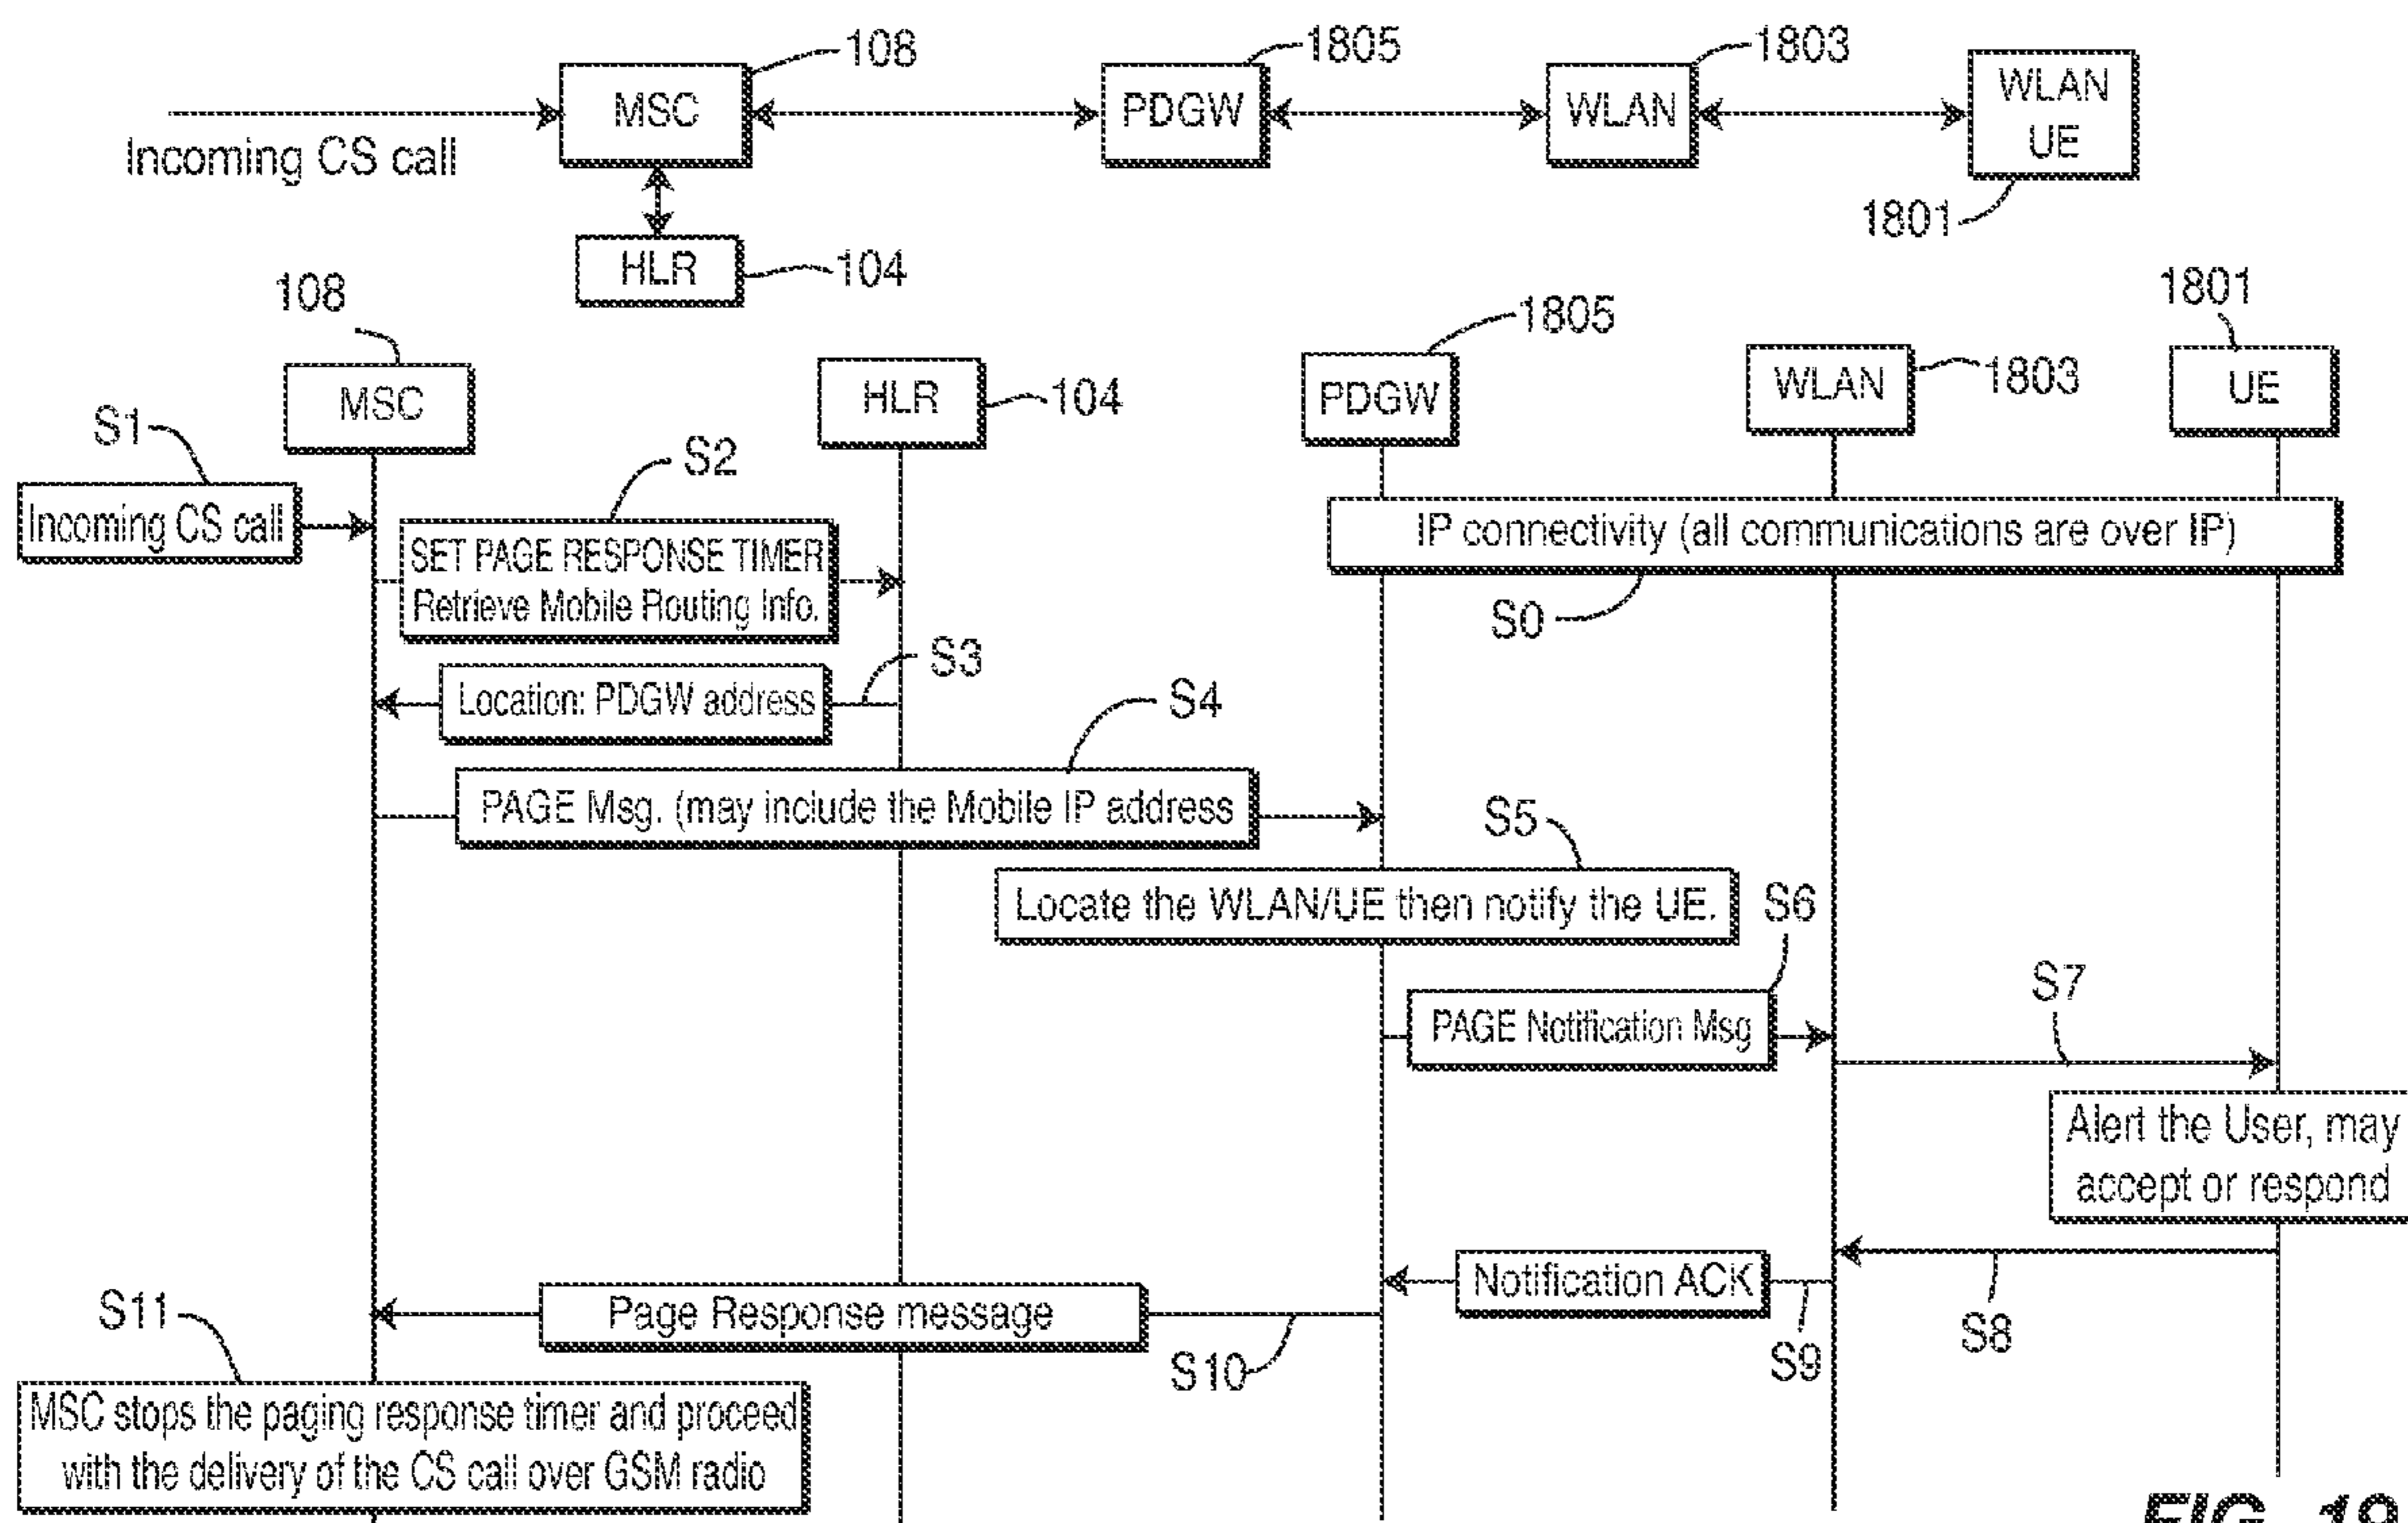 108
1805
1803
MSC
PDGW
WLAN
WLAN
UE
Incoming CS call
1801
HLR
104
108
1805
1801
MSC
HLR
104
PDGW
WLAN
1803
UE
S1
S2
Incoming CS call
SET PAGE RESPONSE TIMER
Retrieve Mobile Routing Info.
IP connectivity (all communications are over IP)
S0
S3
Location: PDGW address
S4
PAGE Msg. (may include the Mobile IP address
S5
Locate the WLAN/UE then notify the UE.
S6
PAGE Notification Msg
S7
Alert the User, may
accept or respond
Notification ACK
S8
S9
Page Response message
S10
S11
MSC stops the paging response timer and proceed
with the delivery of the CS call over GSM radio
FIG. 19